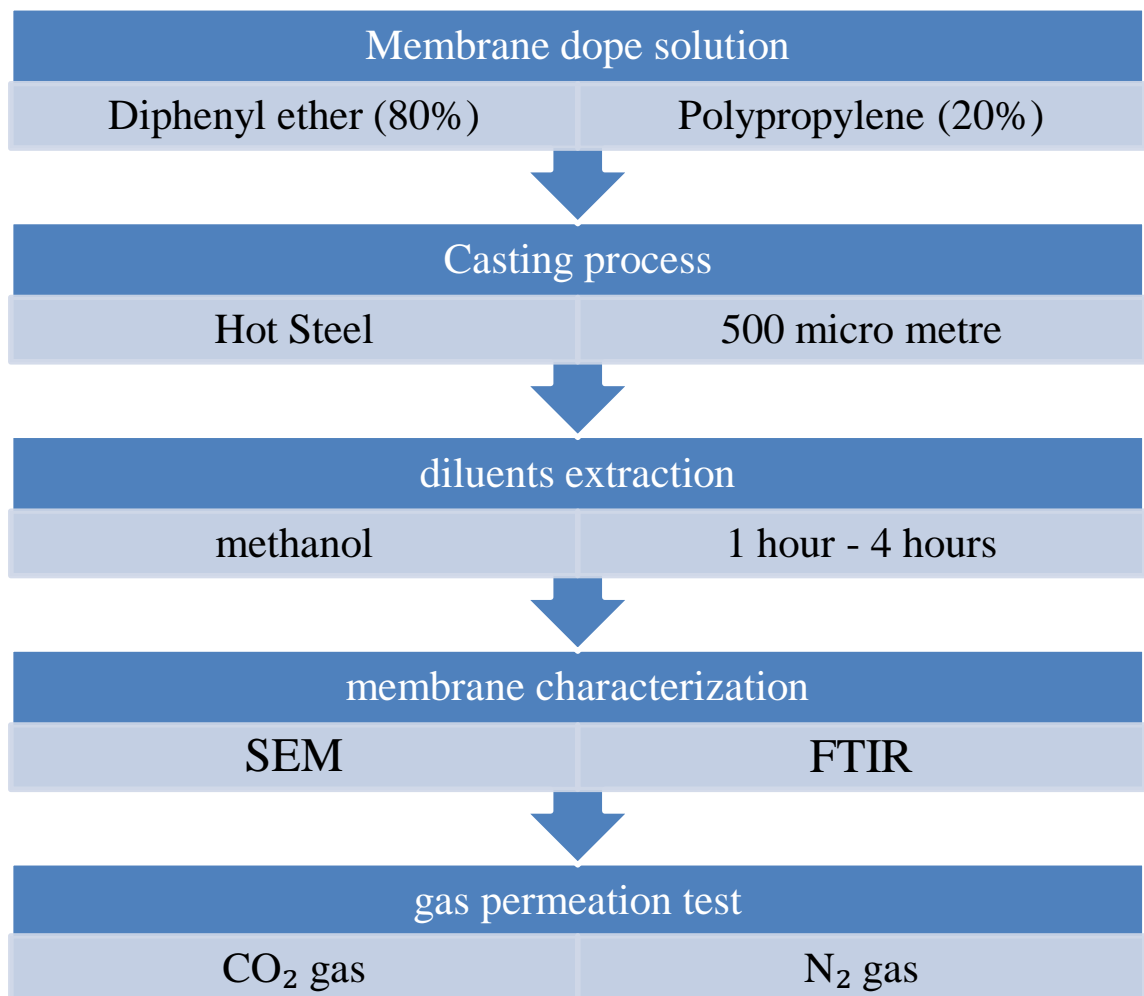 Membrane dope solution
Diphenyl ether (80%) Polypropylene (20%)
Casting process
Hot Steel 500 micro metre
diluents extraction
methanol 1 hour - 4 hours
membrane characterization
SEM FTIR
gas permeation test
CO₂ gas N₂ gas